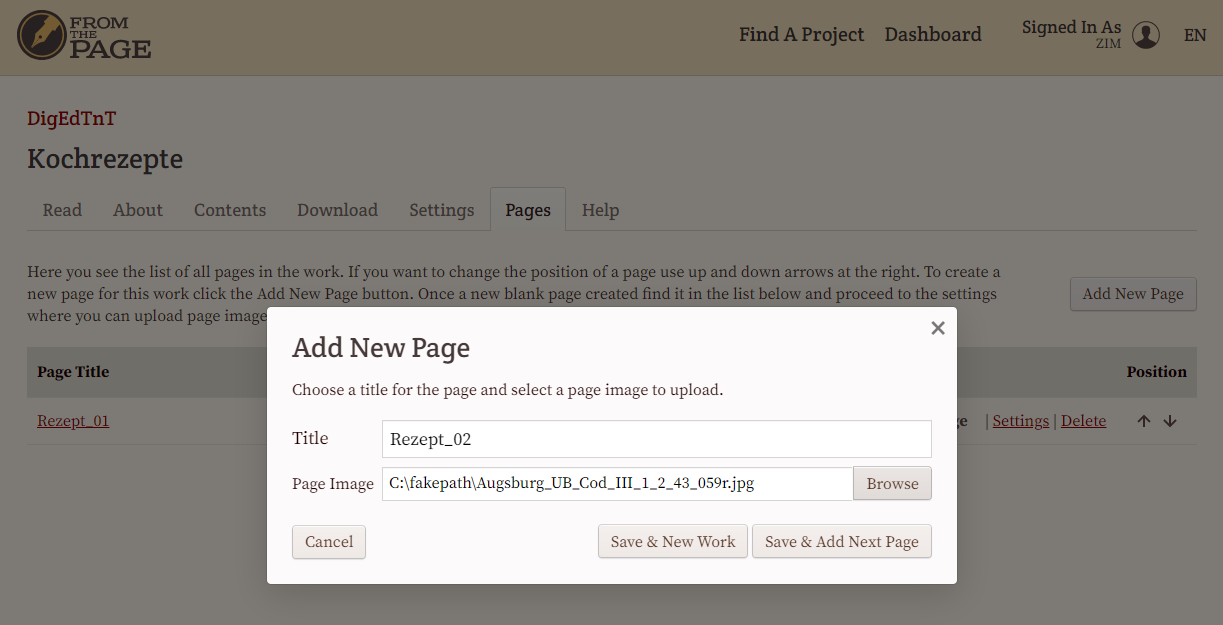 FROM
THE
PAGE
Find A Project
Dashboard
Signed In As
ZIM
EN
DigEdTnT
Kochrezepte
Read
About
Contents
Download
Settings
Pages
Help
Here you see the list of all pages in the work. If you want to change the position of a page use up and down arrows at the right. To create a
new page for this work click the Add New Page button. Once a new blank page created find it in the list below and proceed to the settings
where you can upload page image
Add New Page
Page Title
Position
Rezept_01
ge | Settings | Delete
Add New Page
Choose a title for the page and select a page image to upload.
Title
Rezept_02
Page Image
C:\fakepath\Augsburg_UB_Cod_III_1_2_43_059r.jpg
Browse
Cancel
Save & New Work
Save & Add Next Page